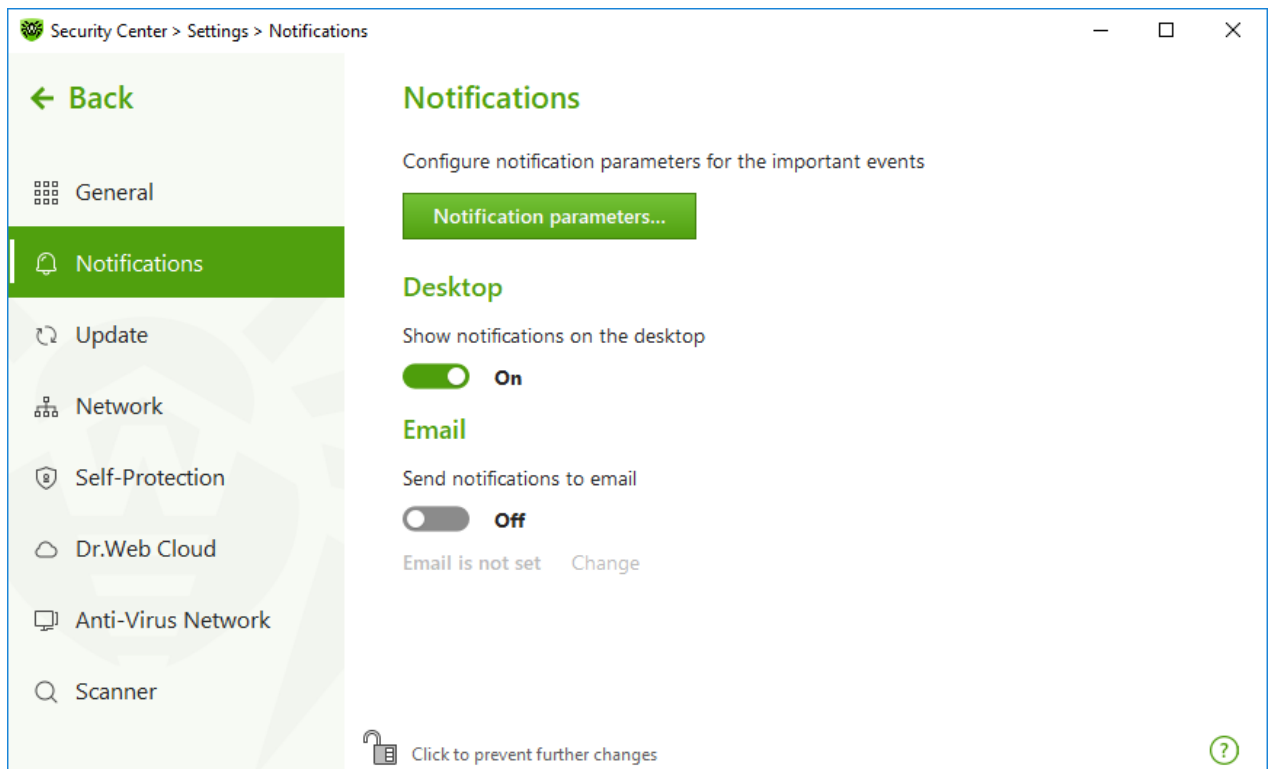 Security Center > Settings > Notifications
Back
General
Notifications
Update
Network
Self-Protection
Dr.Web Cloud
Anti-Virus Network
Scanner
Notifications
Configure notification parameters for the important events
Notification parameters...
Desktop
Show notifications on the desktop
On
Email
Send notifications to email
Off
Email is not set Change
Click to prevent further changes
?